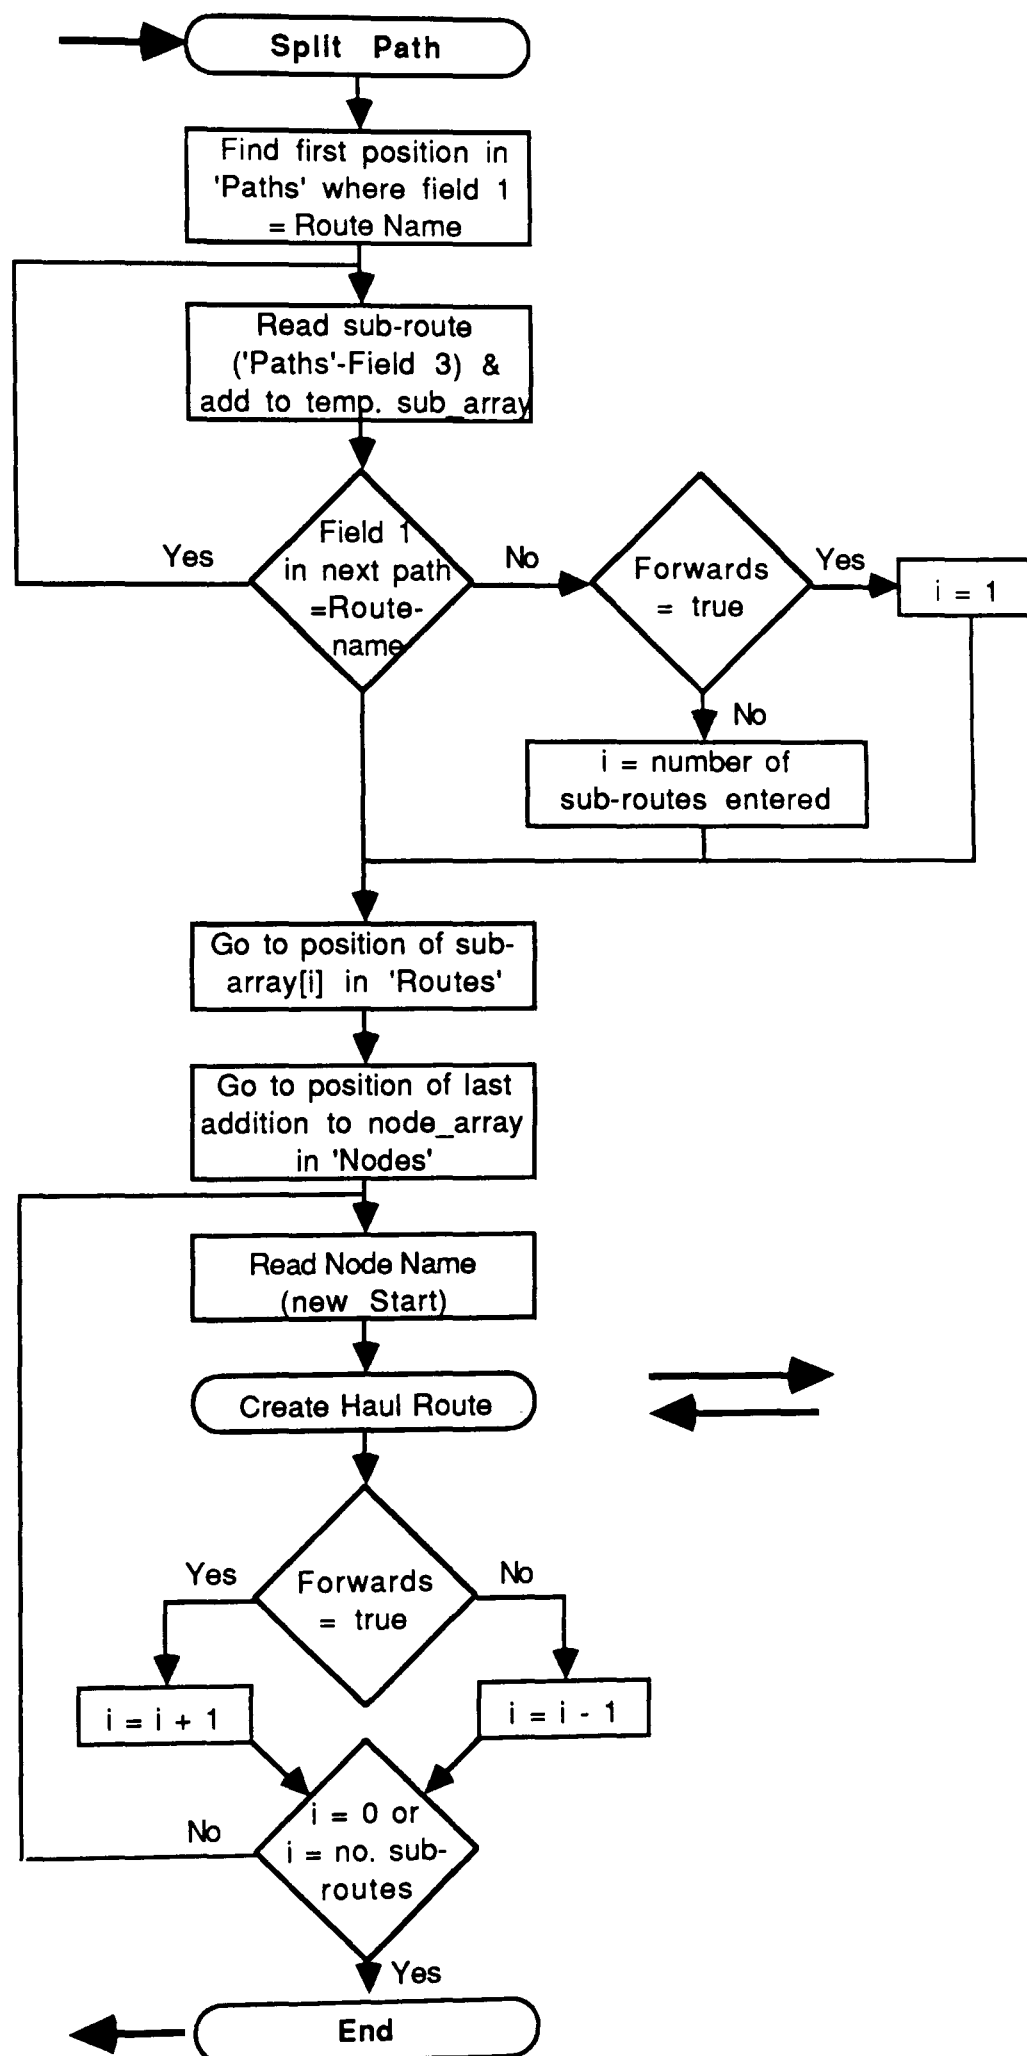 Split Path
Find first position in
'Paths' where field 1
= Route Name
Read sub-route
('Paths'-Field 3) &
add to temp. sub_array
Field 1
in next path
=Route-
name
Yes
No
Forwards
= true
Yes
i = 1
No
i = number of
sub-routes entered
Go to position of sub-
array[i] in 'Routes'
Go to position of last
addition to node_array
in 'Nodes'
Read Node Name
(new Start)
Create Haul Route
Yes
Forwards
= true
No
i = i + 1
i = i - 1
No
i = 0 or
i = no. sub-
routes
Yes
End